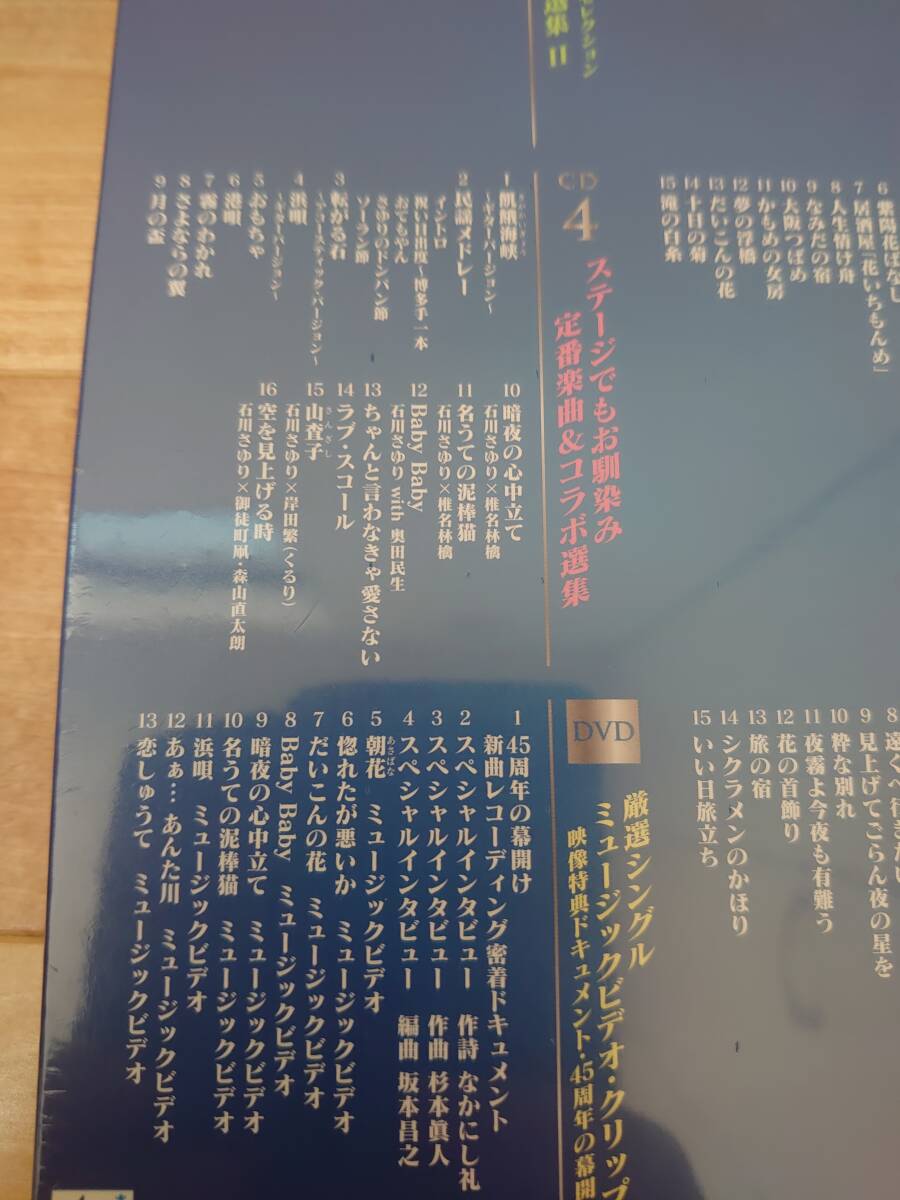 レクション
選集 II
6 紫陽花ばなし
7 居酒屋「花いちもんめ」
8 人生情け舟
9 なみだの宿
10 大阪つばめ
11 かもめの女房
12 夢の浮橋
13 だいこんの花
14 十日の菊
15 滝の白糸
CD 4
ステージでもお馴染み
定番楽曲&コラボ選集
1 飢餓海峡
～ギターバージョン～
2 民謡メドレー
イントロ
祝い目出度～博多手一本
おてもやん
さゆりのドンパン節
ソーラン節
3 転がる石
～アコースティック・バージョン～
4 浜唄
～ギターバージョン～
5 おもちゃ
6 港唄
7 霧のわかれ
8 さよならの翼
9 月の盃
10 暗夜の心中立て
石川さゆり×椎名林檎
11 名うての泥棒猫
石川さゆり×椎名林檎
12 Baby Baby
石川さゆり with 奥田民生
13 ちゃんと言わなきゃ愛さない
14 ラブ・スコール
15 山査子
さんざし
石川さゆり×岸田繁(くるり)
16 空を見上げる時
石川さゆり×御徒町凧・森山直太朗
8 遠くへ行きたい
9 見上げてごらん夜の星を
10 粋な別れ
11 夜霧よ今夜も有難う
12 花の首飾り
13 旅の宿
14 シクラメンのかほり
15 いい日旅立ち
DVD
厳選シングル
ミュージックビデオ・クリップ
映像特典ドキュメント・45周年の幕開
1 45周年の幕開け
新曲レコーディング密着ドキュメント
2 スペシャルインタビュー 作詩 なかにし礼
3 スペシャルインタビュー 作曲 杉本眞人
4 スペシャルインタビュー 編曲 坂本昌之
5 朝花 ミュージックビデオ
あさばな
6 惚れたが悪いか ミュージックビデオ
7 だいこんの花 ミュージックビデオ
8 Baby Baby ミュージックビデオ
9 暗夜の心中立て ミュージックビデオ
10 名うての泥棒猫 ミュージックビデオ
11 浜唄 ミュージックビデオ
12 あぁ… あんた川 ミュージックビデオ
13 恋しゅうて ミュージックビデオ